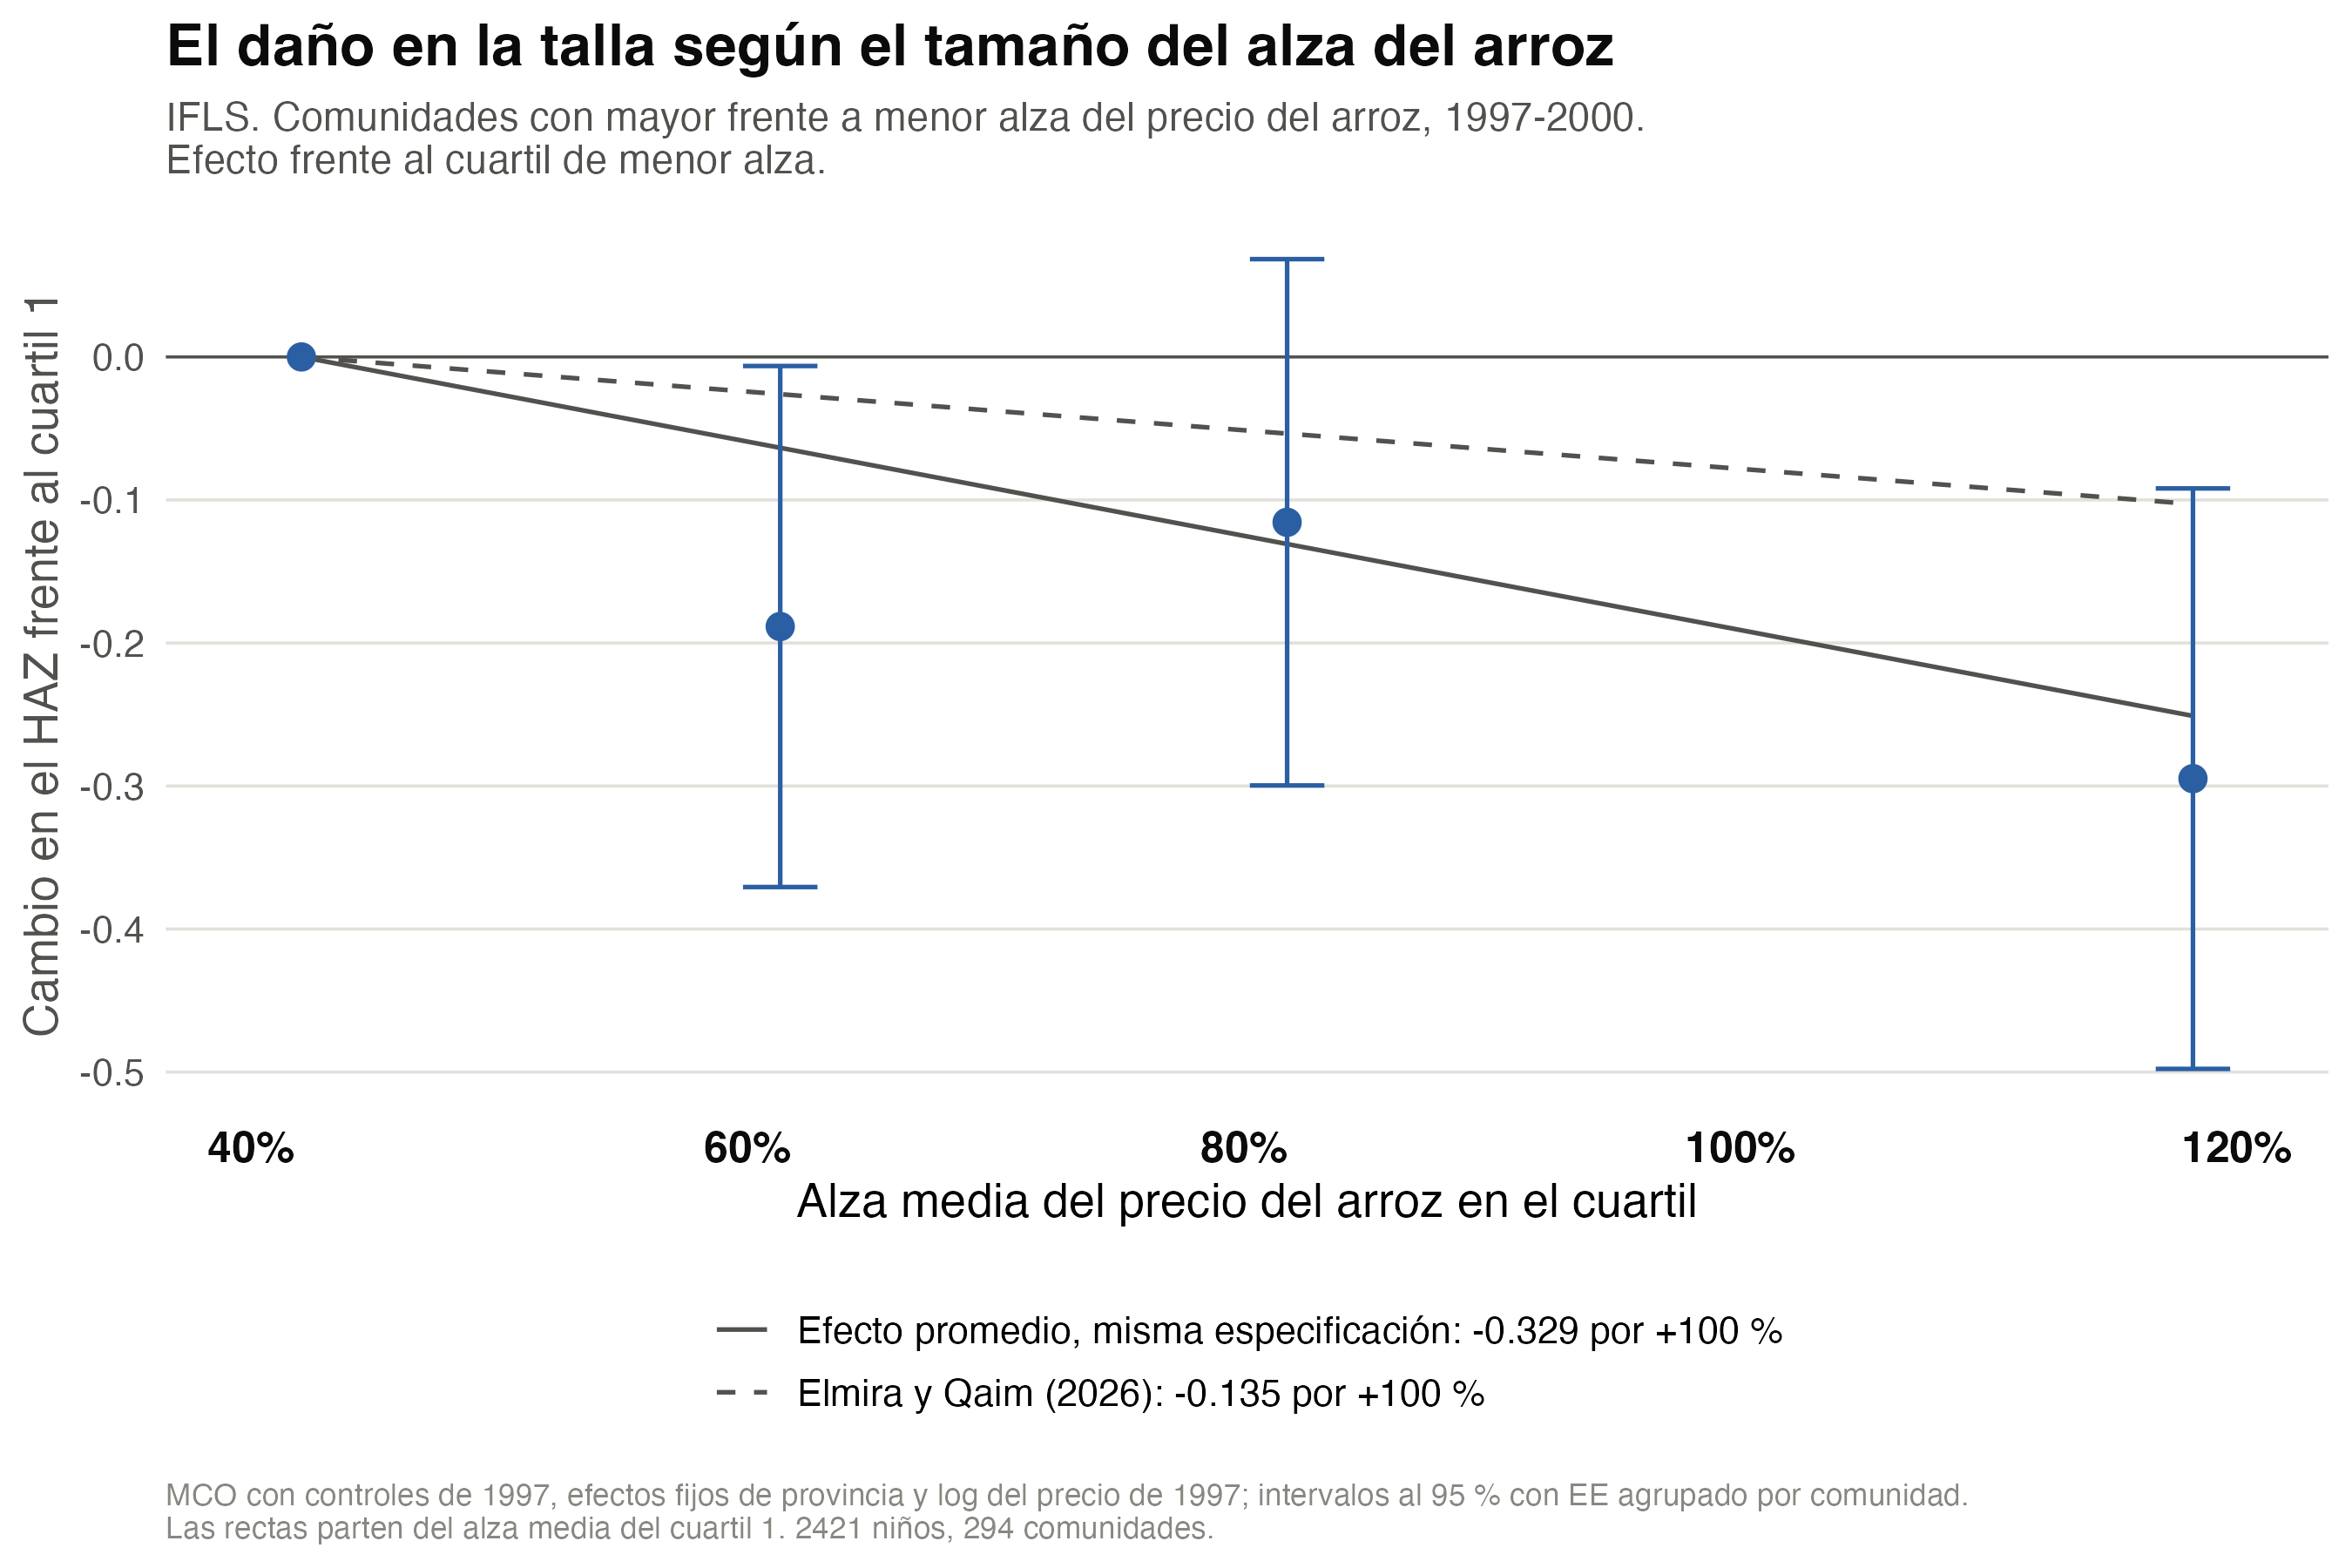 El daño en la talla según el tamaño del alza del arroz
IFLS. Comunidades con mayor frente a menor alza del precio del arroz, 1997-2000.
Efecto frente al cuartil de menor alza.
Cambio en el HAZ frente al cuartil 1
0.0
-0.1
-0.2
-0.3
-0.4
-0.5
40%
60%
80%
100%
120%
Alza media del precio del arroz en el cuartil
Efecto promedio, misma especificación: -0.329 por +100 %
Elmira y Qaim (2026): -0.135 por +100 %
MCO con controles de 1997, efectos fijos de provincia y log del precio de 1997; intervalos al 95 % con EE agrupado por comunidad.
Las rectas parten del alza media del cuartil 1. 2421 niños, 294 comunidades.